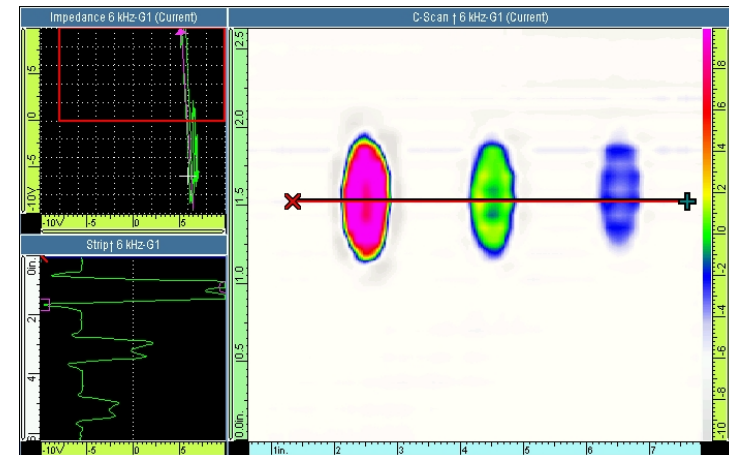 Impedance 6 kHz-G1 (Current)
C-Scan † 6 kHz-G1 (Current)
5
0
-5
-10V
-10V -5 0 5
Strip† 6 kHz-G1
0in.
2
4
6
-10V -5 0 5
2.5
2.0
1.5
1.0
0.5
0.0in.
1in. 2 3 4 5 6 7
8
6
4
2
0
-2
-4
-6
-8
-10